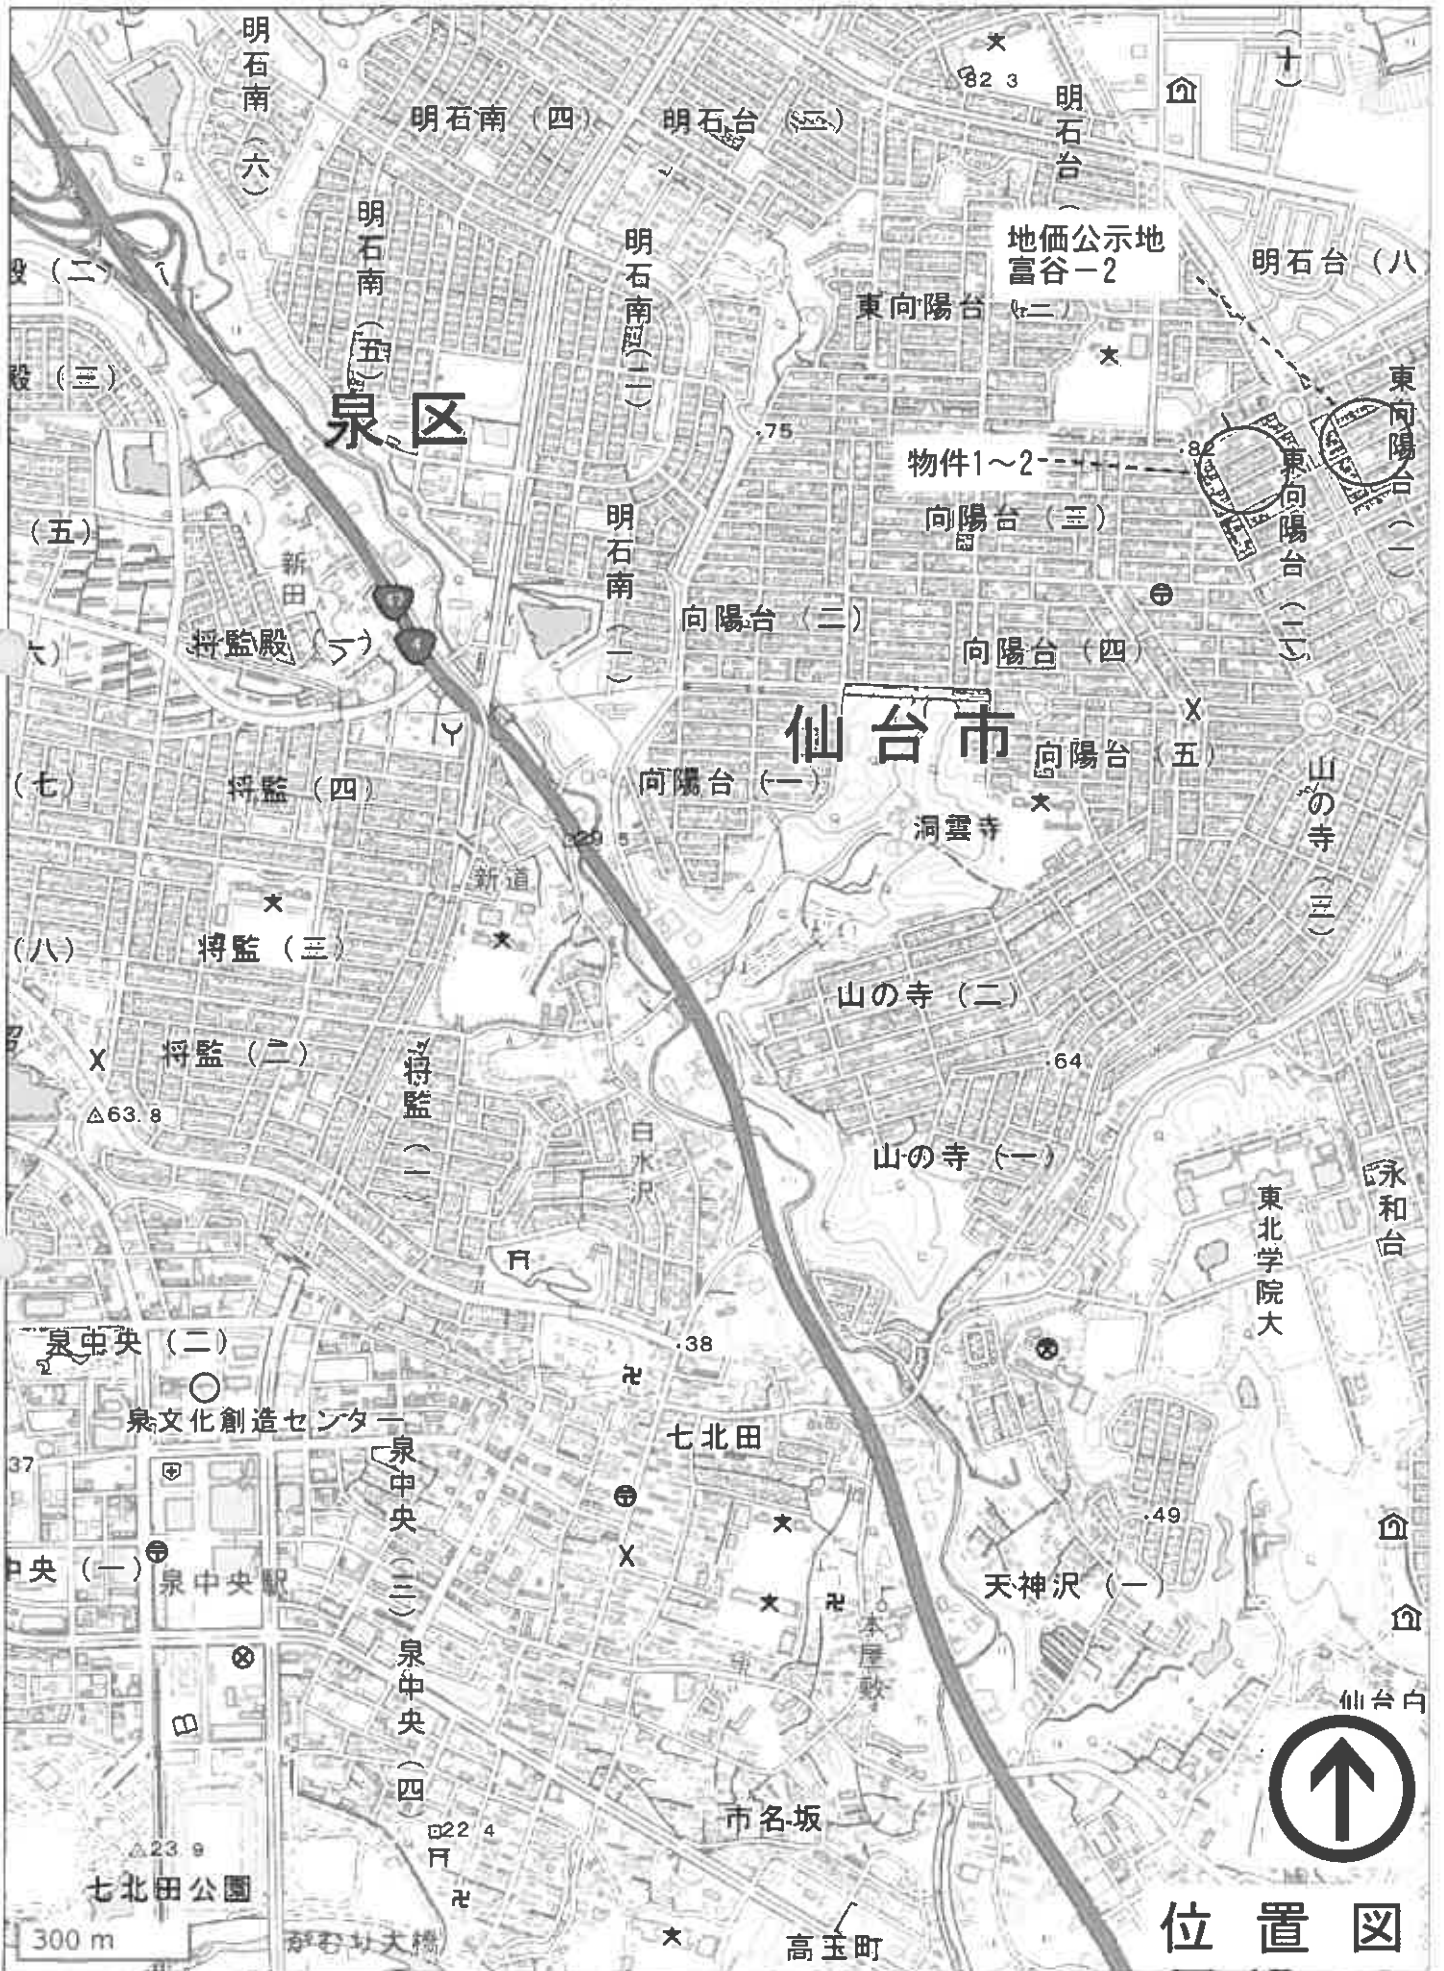 明石南(六)
明石南(四)
明石台
82 3
明石台
(十)
明石南(五)
明石南(二)
地価公示地
富谷-2
明石台(八
殿(二)
東向陽台(三)
殿(三)
泉区
・75
・82
東向陽台(一)
物件1~2
東向陽台(二)
向陽台(三)
(五)
新田
明石南(一)
将監殿(一)
向陽台(二)
向陽台(四)
六)
仙台市
向陽台(五)
(七)
将監(四)
向陽台(一)
山の寺(三)
洞雲寺
新道
(八)
将監(三)
山の寺(二)
将監(二)
将監(一)
・64
63.8
白水沢
山の寺(一)
永和台
東北学院大
泉中央(二)
・38
泉文化創造センター
七北田
37
泉中央(三)
・49
中央(一)
泉中央駅
天神沢(一)
本屋敷
泉中央(四)
仙台白
市名坂
22 4
23 9
七北田公園
300 m
かむり大橋
高玉町
位置図